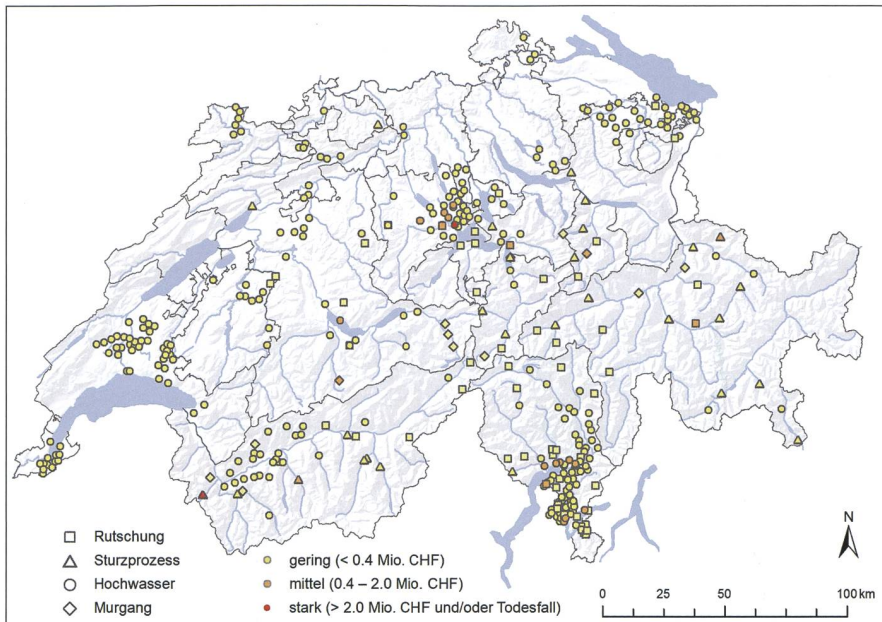 N
Rutschung
Sturzprozess
Hochwasser
Murgang
gering (< 0.4 Mio. CHF)
mittel (0.4 – 2.0 Mio. CHF)
stark (> 2.0 Mio. CHF und/oder Todesfall)
0 25 50 100 km